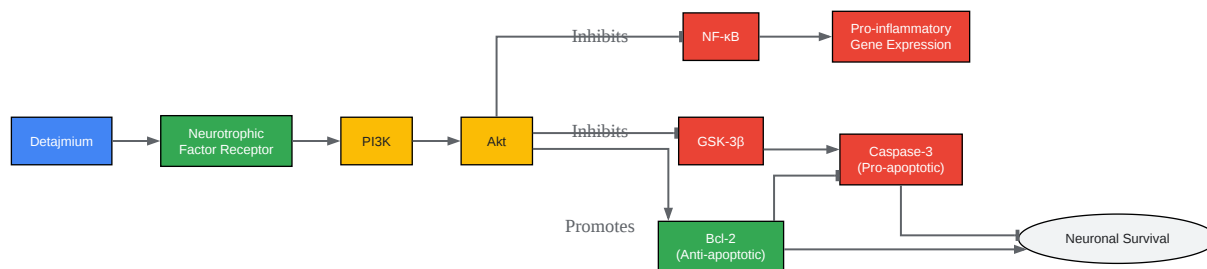 Inhibits
NF-κB
Pro-inflammatory
Gene Expression
Detajmium
Neurotrophic
Factor Receptor
PI3K
Akt
Inhibits
GSK-3β
Caspase-3
(Pro-apoptotic)
Promotes
Bcl-2
(Anti-apoptotic)
Neuronal Survival